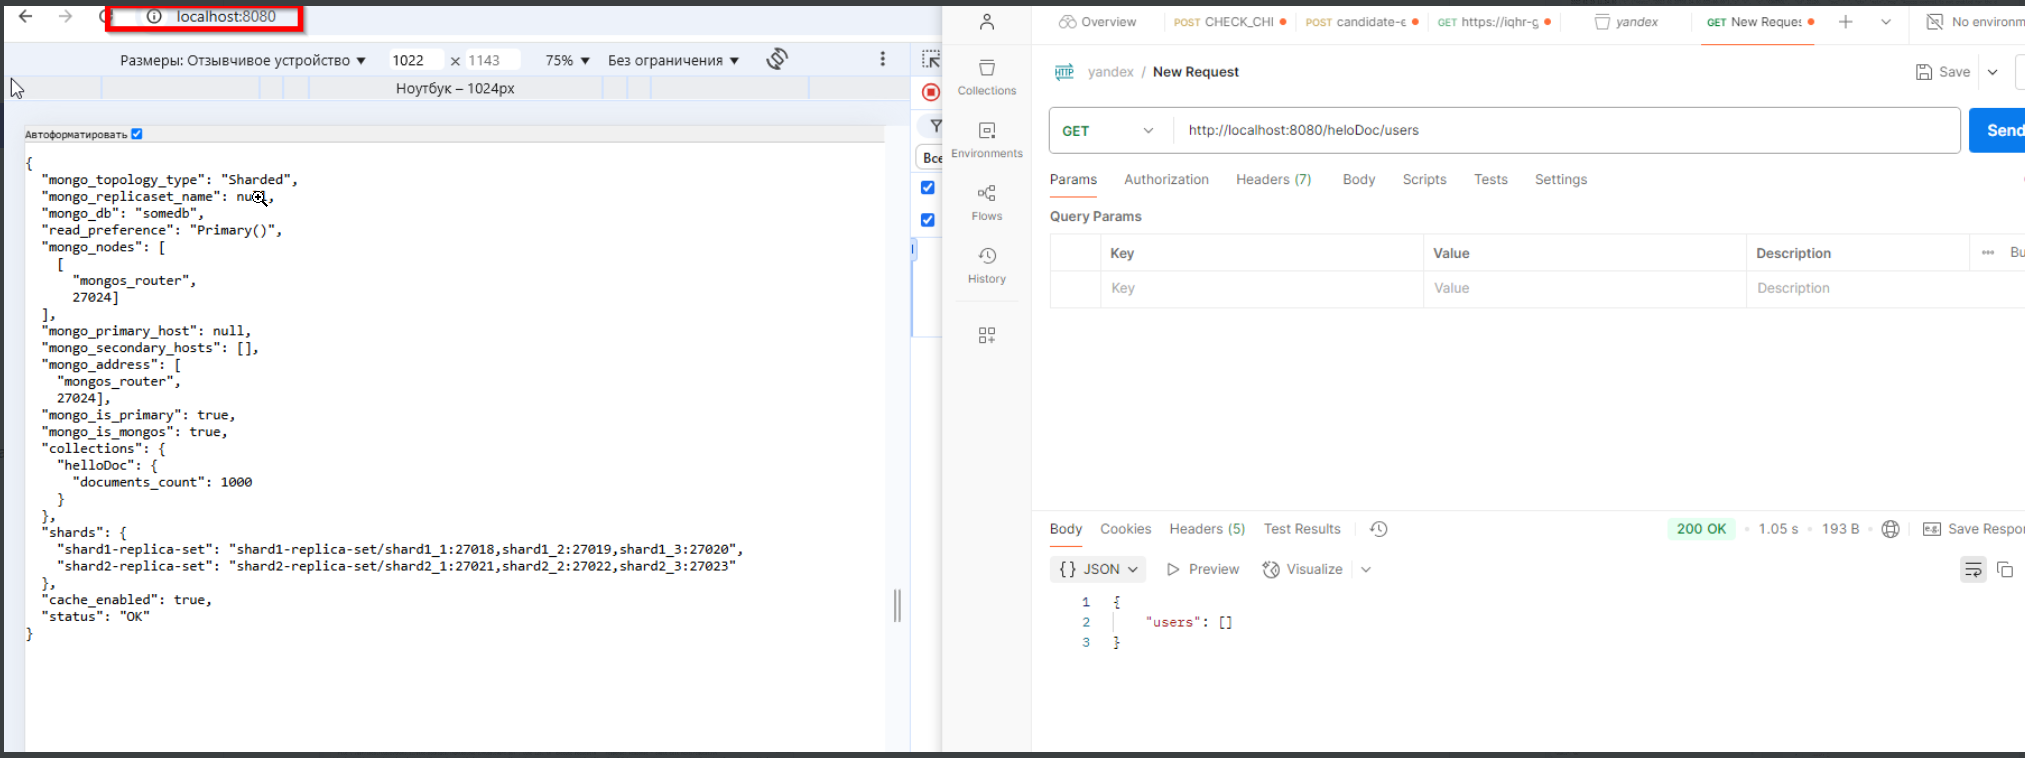 localhost:8080
Размеры: Отзывчивое устройство ▼ 1022 × 1143 75% ▼ Без ограничения ▼
Ноутбук – 1024px
Автоформатировать
{
"mongo_topology_type": "Sharded",
"mongo_replicaset_name": null,
"mongo_db": "somedb",
"read_preference": "Primary()",
"mongo_nodes": [
[
"mongos_router",
27024]
],
"mongo_primary_host": null,
"mongo_secondary_hosts": [],
"mongo_address": [
"mongos_router",
27024],
"mongo_is_primary": true,
"mongo_is_mongos": true,
"collections": {
"helloDoc": {
"documents_count": 1000
}
},
"shards": {
"shard1-replica-set": "shard1-replica-set/shard1_1:27018,shard1_2:27019,shard1_3:27020",
"shard2-replica-set": "shard2-replica-set/shard2_1:27021,shard2_2:27022,shard2_3:27023"
},
"cache_enabled": true,
"status": "OK"
}
Все
Collections
Environments
Flows
History
Overview POST CHECK_CHI POST candidate-e GET https://iqhr-g yandex GET New Reques No environm
HTTP yandex / New Request Save
GET http://localhost:8080/heloDoc/users Send
Params Authorization Headers (7) Body Scripts Tests Settings
Query Params
Key Value Description Bu
Key Value Description
Body Cookies Headers (5) Test Results 200 OK 1.05 s 193 B e.g. Save Respo
{} JSON Preview Visualize
1 {
2 "users": []
3 }